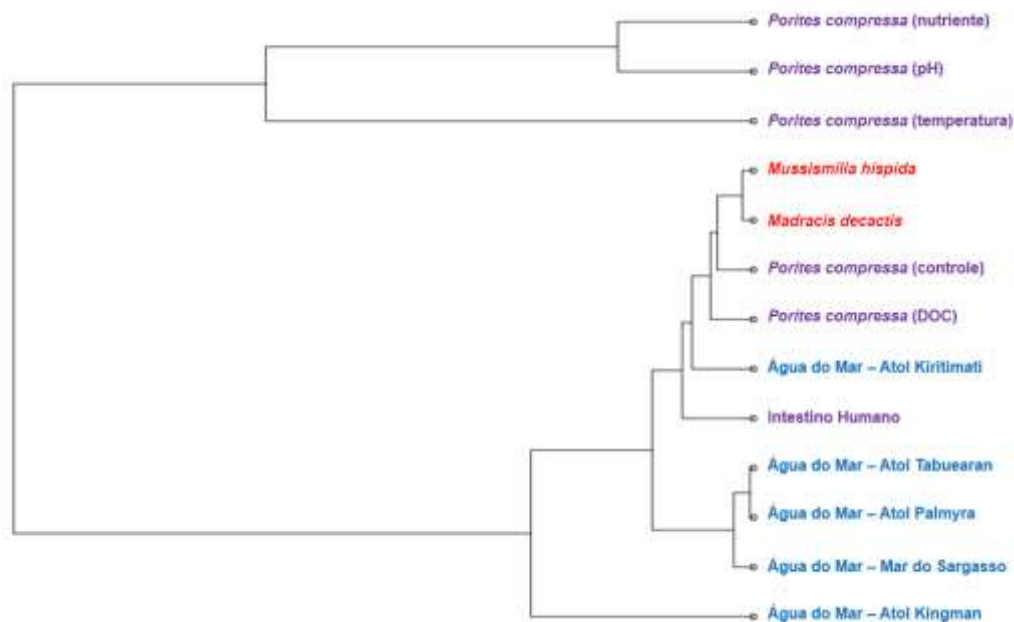 Porites compressa (nutriente)
Porites compressa (pH)
Porites compressa (temperatura)
Mussismilia hispida
Madracis decactis
Porites compressa (controle)
Porites compressa (DOC)
Água do Mar – Atol Kiritimati
Intestino Humano
Água do Mar – Atol Tabuearan
Água do Mar – Atol Palmyra
Água do Mar – Mar do Sargasso
Água do Mar – Atol Kingman